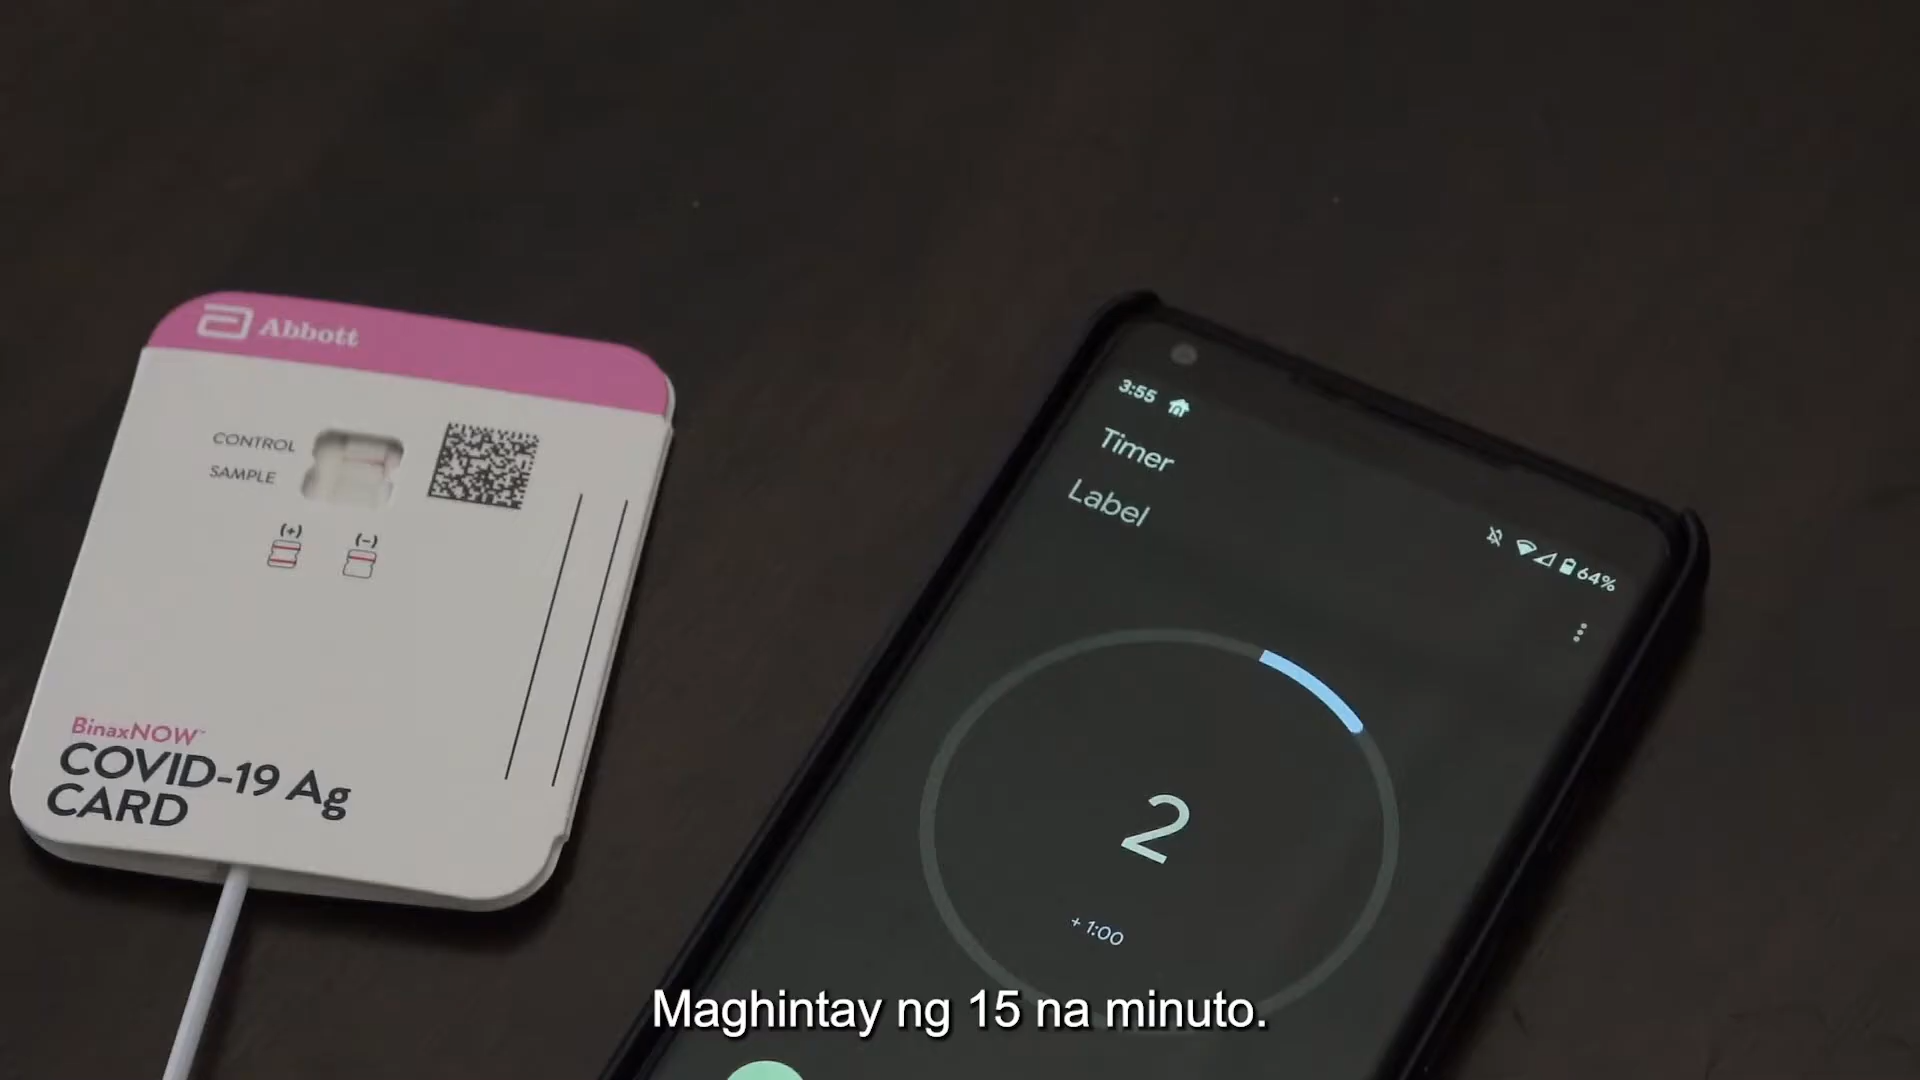 Abbott
CONTROL
SAMPLE
(+) (-)
BinaxNOW™
COVID-19 Ag
CARD
3:55
64%
Timer
Label
2
+ 1:00
Maghintay ng 15 na minuto.